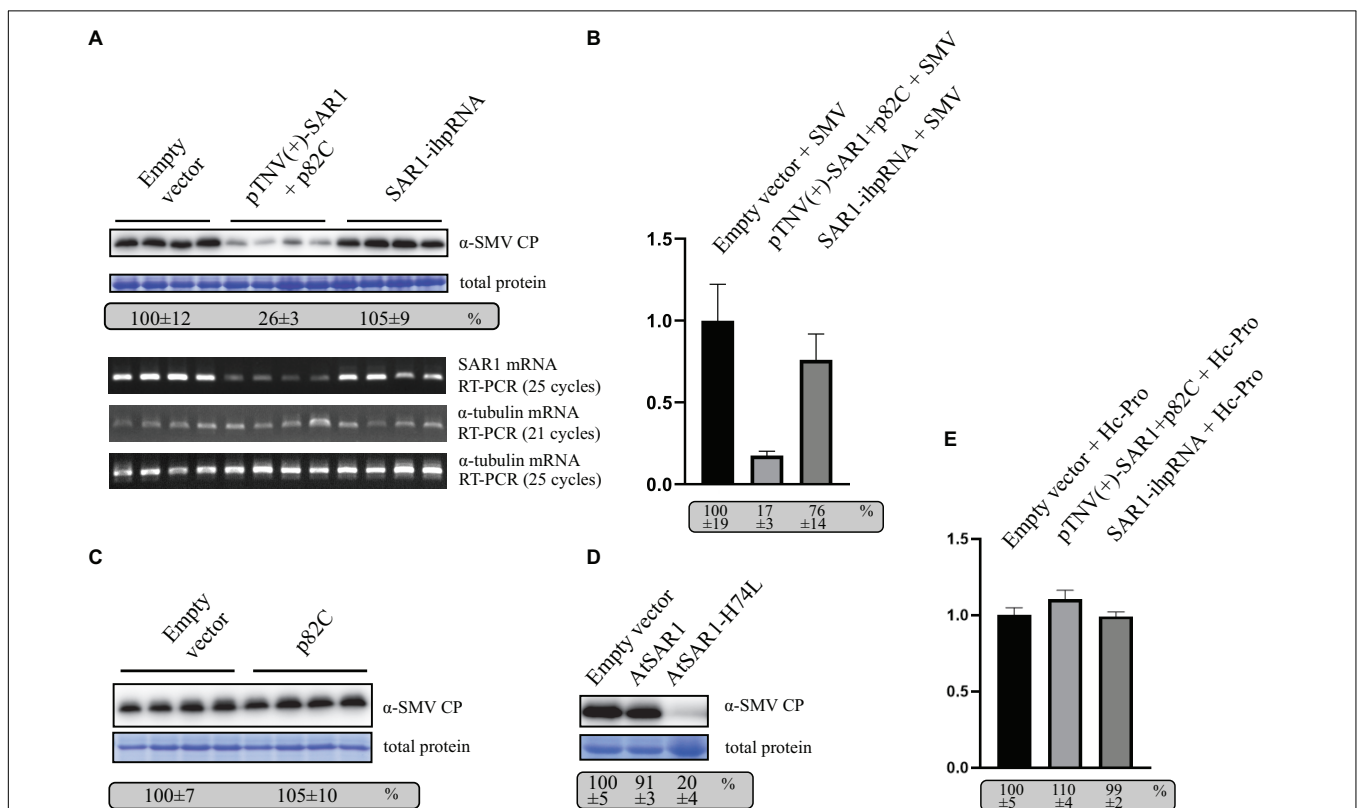 A
Empty
vector
pTNV(+)-SAR1
+ p82C
SAR1-ihpRNA
α-SMV CP
total protein
100±12 26±3 105±9 %
SAR1 mRNA
RT-PCR (25 cycles)
α-tubulin mRNA
RT-PCR (21 cycles)
α-tubulin mRNA
RT-PCR (25 cycles)
B
Empty vector + SMV
pTNV(+)-SAR1+p82C + SMV
SAR1-ihpRNA + SMV
1.5
1.0
0.5
0.0
100 17 76 %
±19 ±3 ±14
C
Empty
vector
p82C
α-SMV CP
total protein
100±7 105±10 %
D
Empty vector
AtSAR1
AtSAR1-H74L
α-SMV CP
total protein
100 91 20 %
±5 ±3 ±4
E
Empty vector + Hc-Pro
pTNV(+)-SAR1+p82C + Hc-Pro
SAR1-ihpRNA + Hc-Pro
1.5
1.0
0.5
0.0
100 110 99 %
±5 ±4 ±2